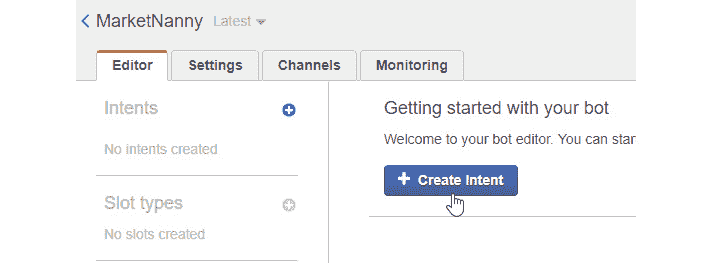 MarketNanny Latest
Editor Settings Channels Monitoring
Intents
No intents created
Slot types
No slots created
Getting started with your bot
Welcome to your bot editor. You can star
Create Intent